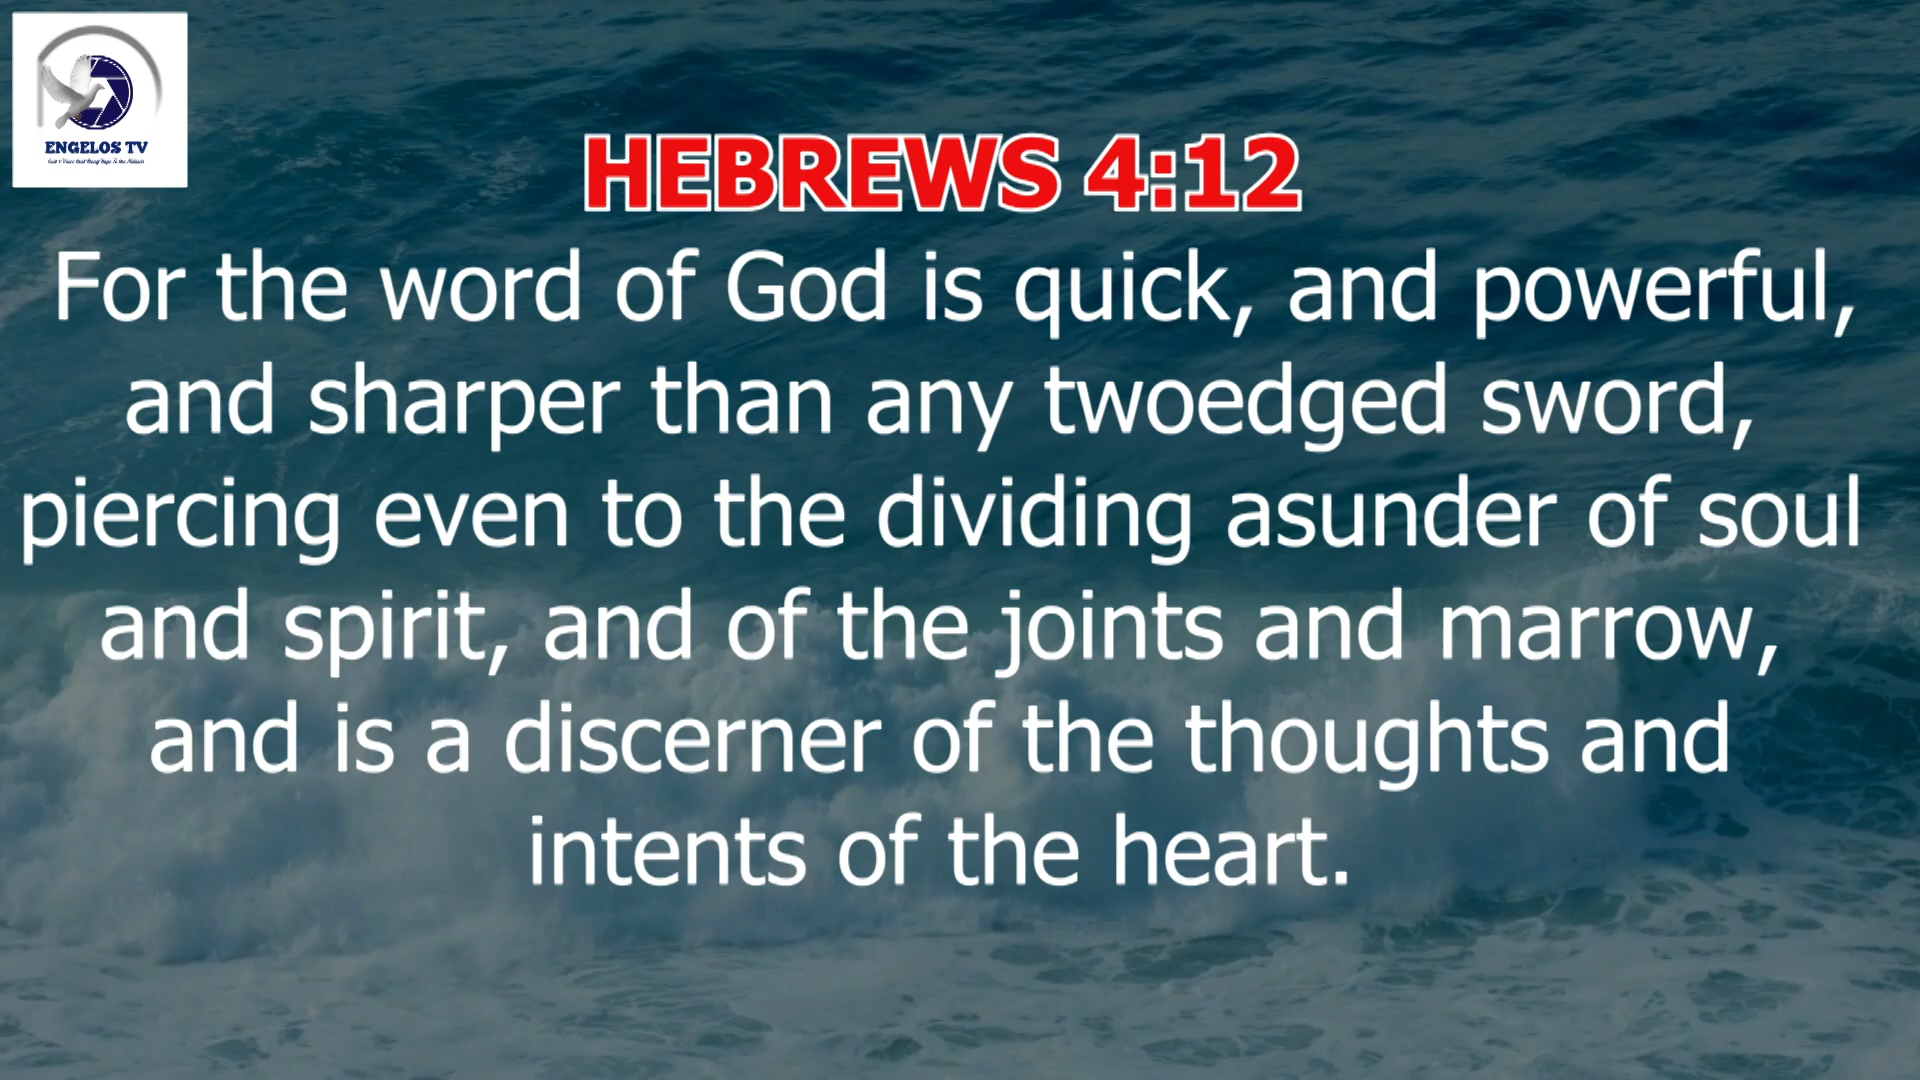 ENGELOS TV
HEBREWS 4:12
For the word of God is quick, and powerful,
and sharper than any twoedged sword,
piercing even to the dividing asunder of soul
and spirit, and of the joints and marrow,
and is a discerner of the thoughts and
intents of the heart.